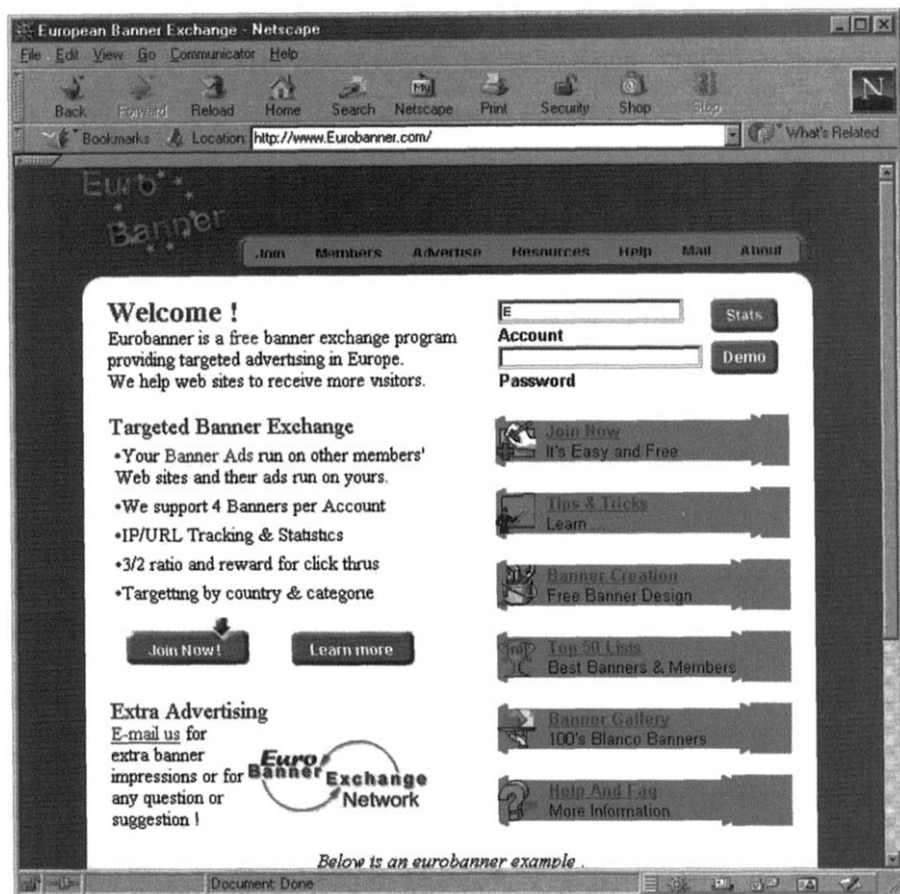 European Banner Exchange - Netscape
File Edit View Go Communicator Help
Back Forward Reload Home Search Netscape Print Security Shop Stop
My
N
Bookmarks Location: http://www.Eurobanner.com/ What's Related
Euro
Banner
Join Members Advertise Resources Help Mail About
Welcome !
Eurobanner is a free banner exchange program
providing targeted advertising in Europe.
We help web sites to receive more visitors.
E
Stats
Account
Demo
Password
Targeted Banner Exchange
•Your Banner Ads run on other members'
Web sites and their ads run on yours.
•We support 4 Banners per Account
•IP/URL Tracking & Statistics
•3/2 ratio and reward for click thrus
•Targetting by country & categorie
Join Now !
Learn more
Extra Advertising
E-mail us for
extra banner
impressions or for
any question or
suggestion !
Euro
Banner Exchange
Network
Join Now
It's Easy and Free
Tips & Tricks
Learn ...
Banner Creation
Free Banner Design
Top 50 Lists
Best Banners & Members
Banner Gallery
100's Blanco Banners
Help And Faq
More Information
Below is an eurobanner example .
Document: Done